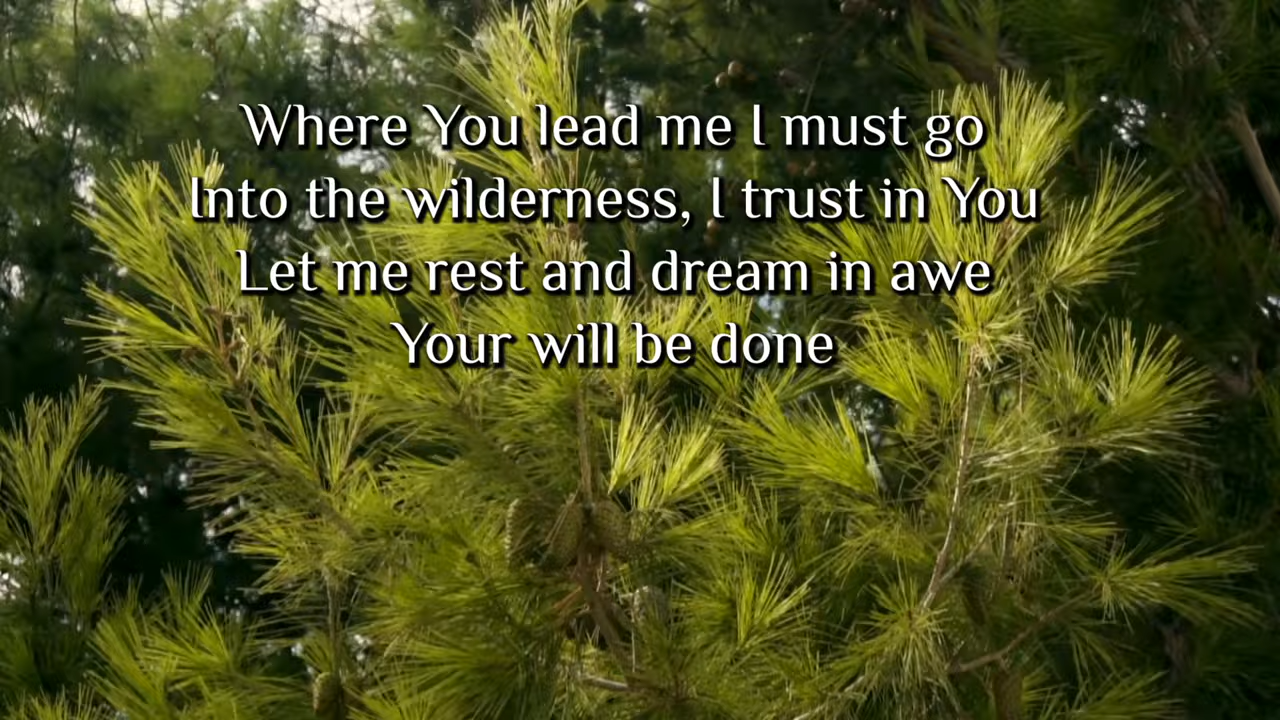 Where You lead me I must go
Into the wilderness, I trust in You
Let me rest and dream in awe
Your will be done